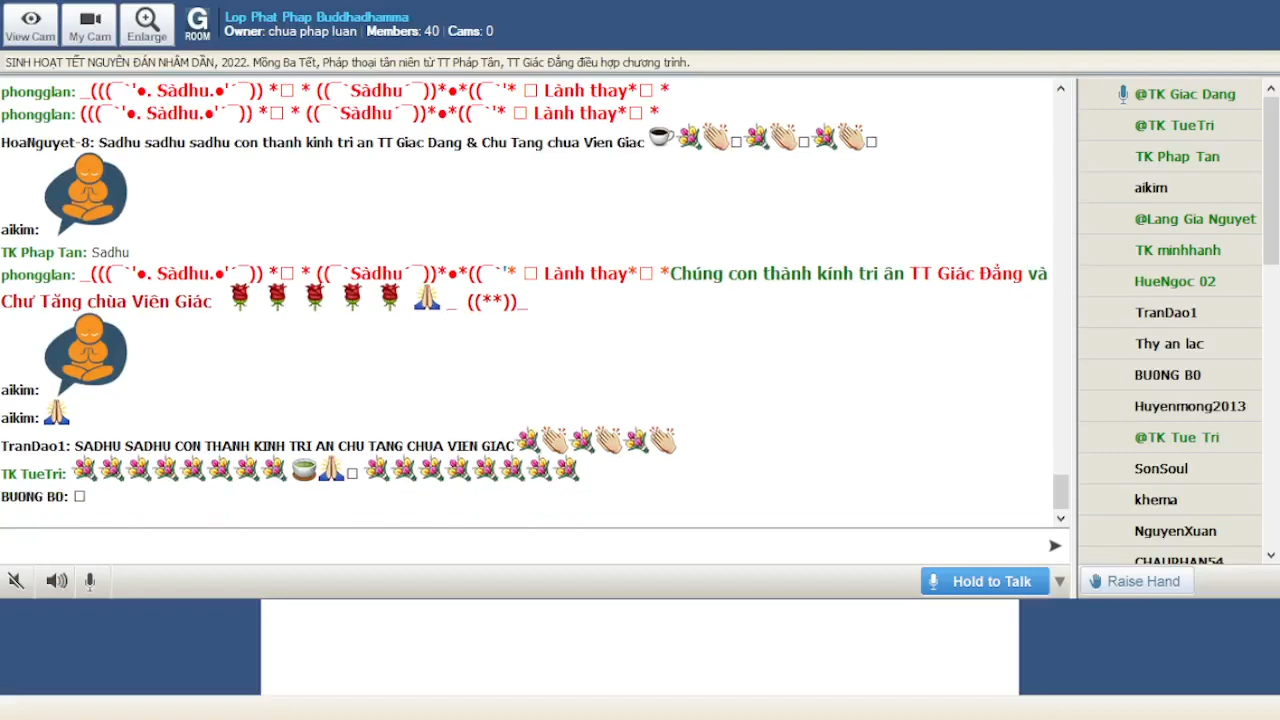 View Cam
My Cam
Enlarge
G
ROOM
Lop Phat Phap Buddhadhamma
Owner: chua phap luan | Members: 40 | Cams: 0
SINH HOẠT TẾT NGUYÊN ĐÁN NHÂM DẦN, 2022. Mồng Ba Tết, Pháp thoại tân niên từ TT Pháp Tân, TT Giác Đẳng điều hợp chương trình.
phongglan: _(((¯`'●. Sàdhu.●'´¯)) *□ * ((¯`Sàdhu´¯))*●*((¯`'* □ Lành thay*□ *
phongglan: (((¯`'●. Sàdhu.●'´¯)) *□ * ((¯`Sàdhu´¯))*●*((¯`'* □ Lành thay*□ *
HoaNguyet-8: Sadhu sadhu sadhu con thanh kinh tri an TT Giac Dang & Chu Tang chua Vien Giac ☕💐👏□💐👏□💐👏□
aikim:
TK Phap Tan: Sadhu
phongglan: _(((¯`'●. Sàdhu.●'´¯)) *□ * ((¯`Sàdhu´¯))*●*((¯`'* □ Lành thay*□ *Chúng con thành kính tri ân TT Giác Đẳng và
Chư Tăng chùa Viên Giác 🌹 🌹 🌹 🌹 🌹 🙏 _ ((**))_
aikim:
aikim: 🙏
TranDao1: SADHU SADHU CON THANH KINH TRI AN CHU TANG CHUA VIEN GIAC💐👏💐👏💐👏
TK TueTri: 💐💐💐💐💐💐💐💐🍵🙏□ 💐💐💐💐💐💐💐💐
BUONG BO: □
Hold to Talk
@TK Giac Dang
@TK TueTri
TK Phap Tan
aikim
@Lang Gia Nguyet
TK minhhanh
HueNgoc 02
TranDao1
Thy an lac
BUONG BO
Huyenmong2013
@TK Tue Tri
SonSoul
khema
NguyenXuan
CHAUPHAN54
Raise Hand